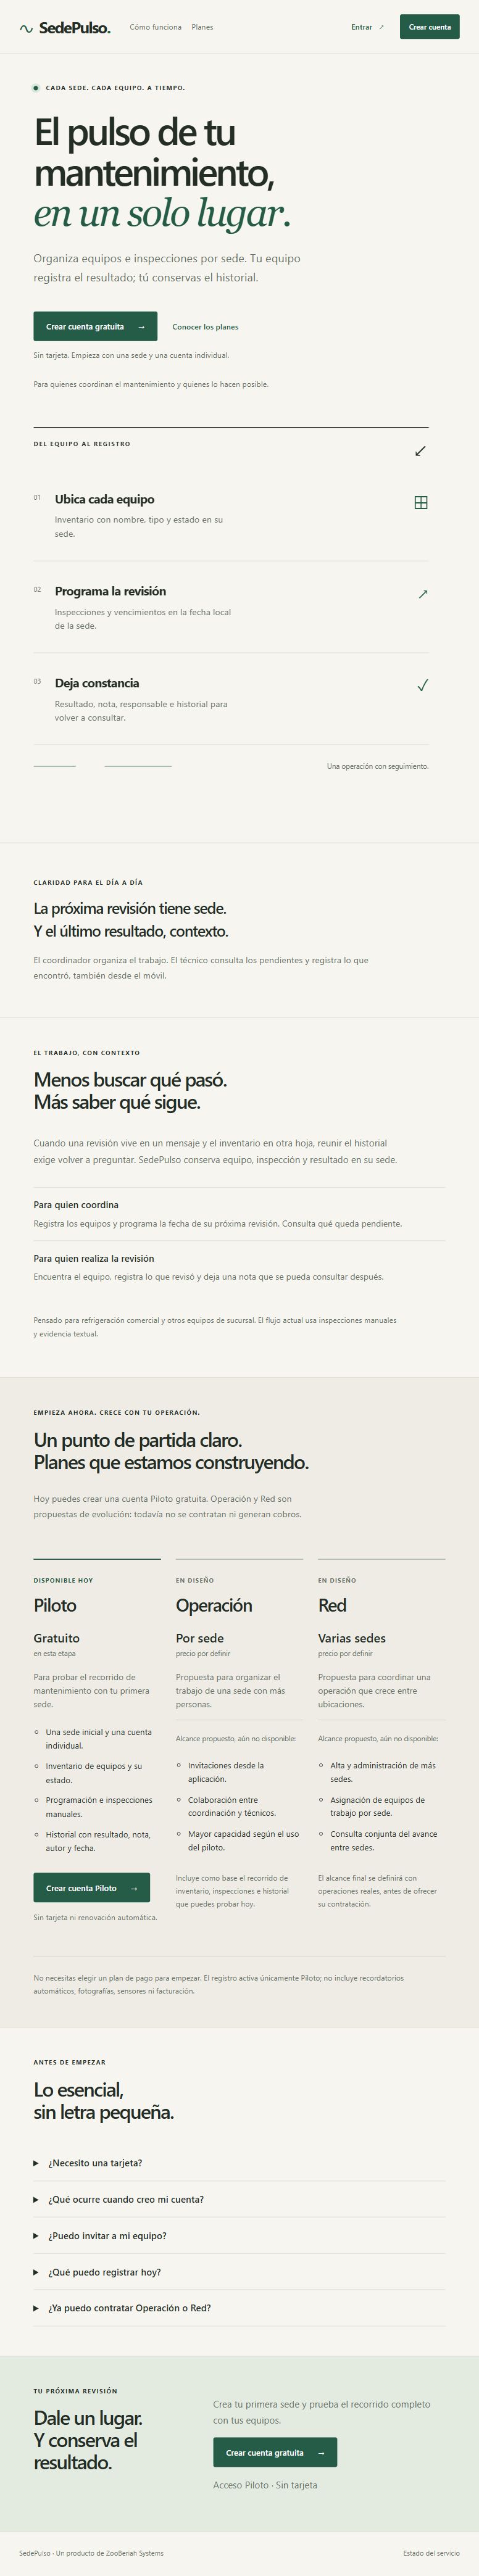 SedePulso.
Cómo funciona
Planes
Entrar ↗
Crear cuenta
CADA SEDE. CADA EQUIPO. A TIEMPO.
El pulso de tu
mantenimiento,
en un solo lugar.
Organiza equipos e inspecciones por sede. Tu equipo
registra el resultado; tú conservas el historial.
Crear cuenta gratuita →
Conocer los planes
Sin tarjeta. Empieza con una sede y una cuenta individual.
Para quienes coordinan el mantenimiento y quienes lo hacen posible.
DEL EQUIPO AL REGISTRO
01
Ubica cada equipo
Inventario con nombre, tipo y estado en su
sede.
02
Programa la revisión
Inspecciones y vencimientos en la fecha local
de la sede.
03
Deja constancia
Resultado, nota, responsable e historial para
volver a consultar.
Una operación con seguimiento.
CLARIDAD PARA EL DÍA A DÍA
La próxima revisión tiene sede.
Y el último resultado, contexto.
El coordinador organiza el trabajo. El técnico consulta los pendientes y registra lo que
encontró, también desde el móvil.
EL TRABAJO, CON CONTEXTO
Menos buscar qué pasó.
Más saber qué sigue.
Cuando una revisión vive en un mensaje y el inventario en otra hoja, reunir el historial
exige volver a preguntar. SedePulso conserva equipo, inspección y resultado en su sede.
Para quien coordina
Registra los equipos y programa la fecha de su próxima revisión. Consulta qué queda pendiente.
Para quien realiza la revisión
Encuentra el equipo, registra lo que revisó y deja una nota que se pueda consultar después.
Pensado para refrigeración comercial y otros equipos de sucursal. El flujo actual usa inspecciones manuales
y evidencia textual.
EMPIEZA AHORA. CRECE CON TU OPERACIÓN.
Un punto de partida claro.
Planes que estamos construyendo.
Hoy puedes crear una cuenta Piloto gratuita. Operación y Red son
propuestas de evolución: todavía no se contratan ni generan cobros.
DISPONIBLE HOY
Piloto
Gratuito
en esta etapa
Para probar el recorrido de
mantenimiento con tu primera
sede.
Una sede inicial y una cuenta
individual.
Inventario de equipos y su
estado.
Programación e inspecciones
manuales.
Historial con resultado, nota,
autor y fecha.
Crear cuenta Piloto →
Sin tarjeta ni renovación automática.
EN DISEÑO
Operación
Por sede
precio por definir
Propuesta para organizar el
trabajo de una sede con más
personas.
Alcance propuesto, aún no disponible:
Invitaciones desde la
aplicación.
Colaboración entre
coordinación y técnicos.
Mayor capacidad según el uso
del piloto.
Incluye como base el recorrido de
inventario, inspecciones e historial
que puedes probar hoy.
EN DISEÑO
Red
Varias sedes
precio por definir
Propuesta para coordinar una
operación que crece entre
ubicaciones.
Alcance propuesto, aún no disponible:
Alta y administración de más
sedes.
Asignación de equipos de
trabajo por sede.
Consulta conjunta del avance
entre sedes.
El alcance final se definirá con
operaciones reales, antes de ofrecer
su contratación.
No necesitas elegir un plan de pago para empezar. El registro activa únicamente Piloto; no incluye recordatorios
automáticos, fotografías, sensores ni facturación.
ANTES DE EMPEZAR
Lo esencial,
sin letra pequeña.
¿Necesito una tarjeta?
¿Qué ocurre cuando creo mi cuenta?
¿Puedo invitar a mi equipo?
¿Qué puedo registrar hoy?
¿Ya puedo contratar Operación o Red?
TU PRÓXIMA REVISIÓN
Dale un lugar.
Y conserva el
resultado.
Crea tu primera sede y prueba el recorrido completo
con tus equipos.
Crear cuenta gratuita →
Acceso Piloto · Sin tarjeta
SedePulso · Un producto de ZooBeriah Systems
Estado del servicio